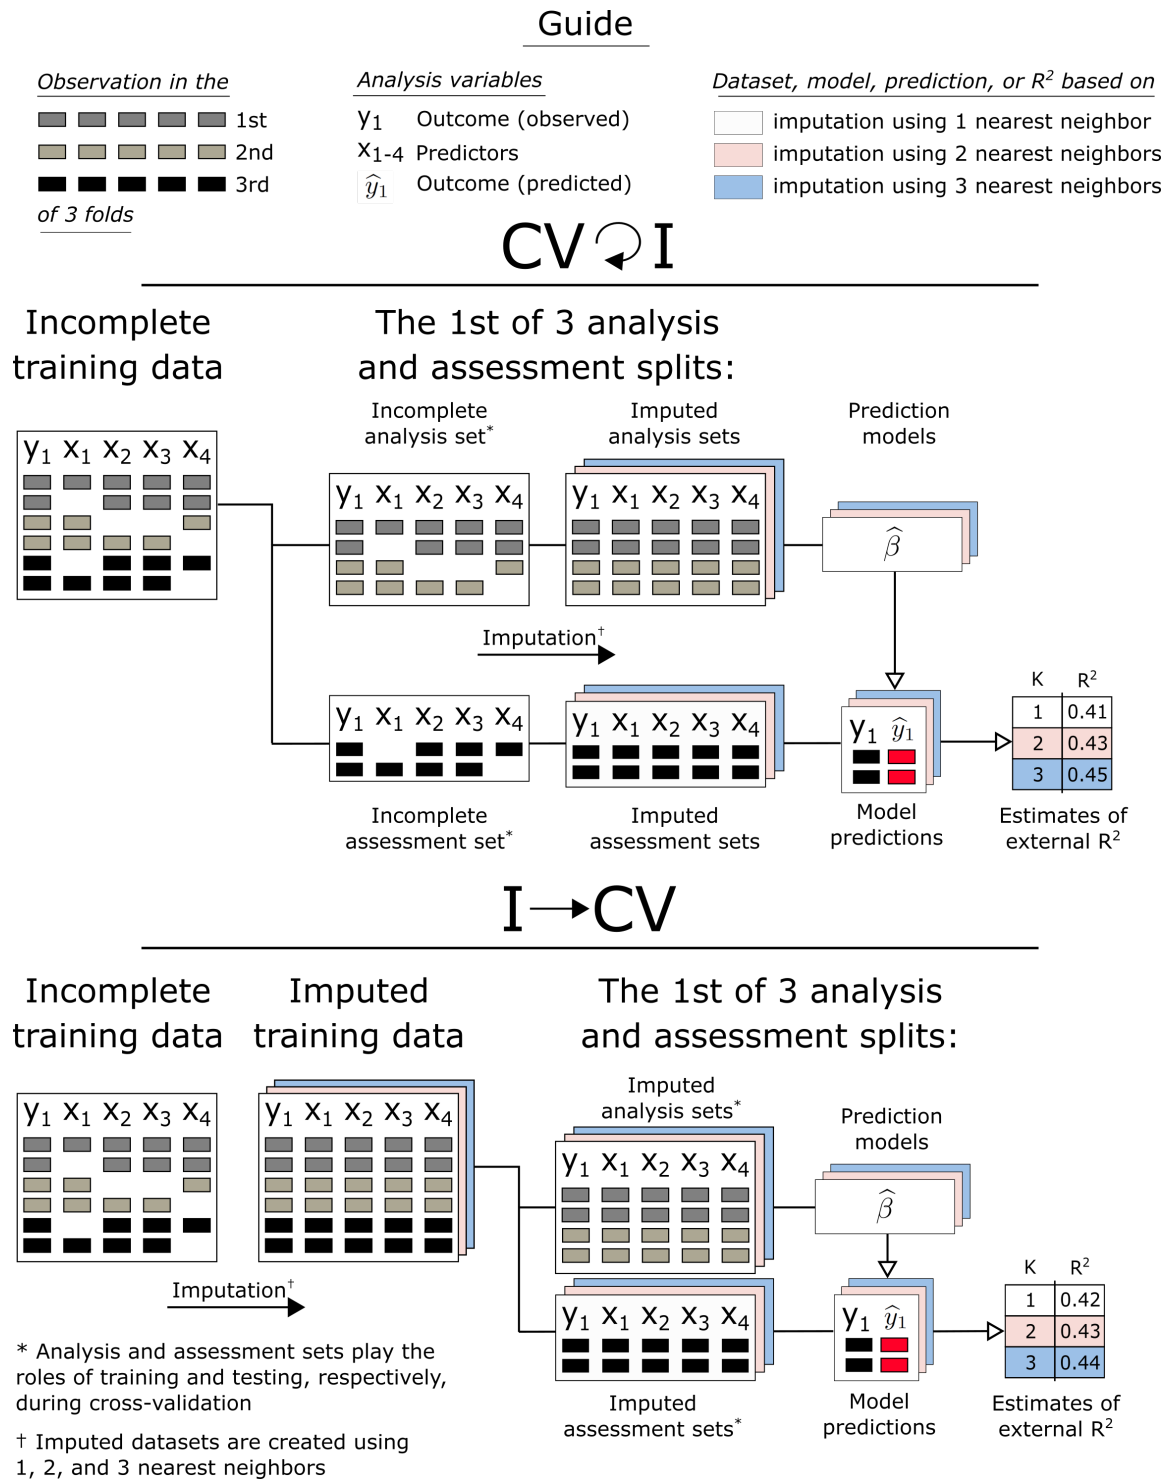 Guide
Observation in the
1st
2nd
3rd
of 3 folds
Analysis variables
y1 Outcome (observed)
x1-4 Predictors
ŷ1 Outcome (predicted)
Dataset, model, prediction, or R² based on
imputation using 1 nearest neighbor
imputation using 2 nearest neighbors
imputation using 3 nearest neighbors
CV I
Incomplete
training data
The 1st of 3 analysis
and assessment splits:
y1 x1 x2 x3 x4
Incomplete
analysis set*
y1 x1 x2 x3 x4
Imputed
analysis sets
y1 x1 x2 x3 x4
Prediction
models
β̂
Imputation†
y1 x1 x2 x3 x4
Incomplete
assessment set*
y1 x1 x2 x3 x4
Imputed
assessment sets
y1 ŷ1
Model
predictions
K R²
1 0.41
2 0.43
3 0.45
Estimates of
external R²
I → CV
Incomplete
training data
Imputed
training data
The 1st of 3 analysis
and assessment splits:
y1 x1 x2 x3 x4
y1 x1 x2 x3 x4
Imputation†
Imputed
analysis sets*
y1 x1 x2 x3 x4
Prediction
models
β̂
y1 x1 x2 x3 x4
Imputed
assessment sets*
y1 ŷ1
Model
predictions
K R²
1 0.42
2 0.43
3 0.44
Estimates of
external R²
* Analysis and assessment sets play the
roles of training and testing, respectively,
during cross-validation
† Imputed datasets are created using
1, 2, and 3 nearest neighbors